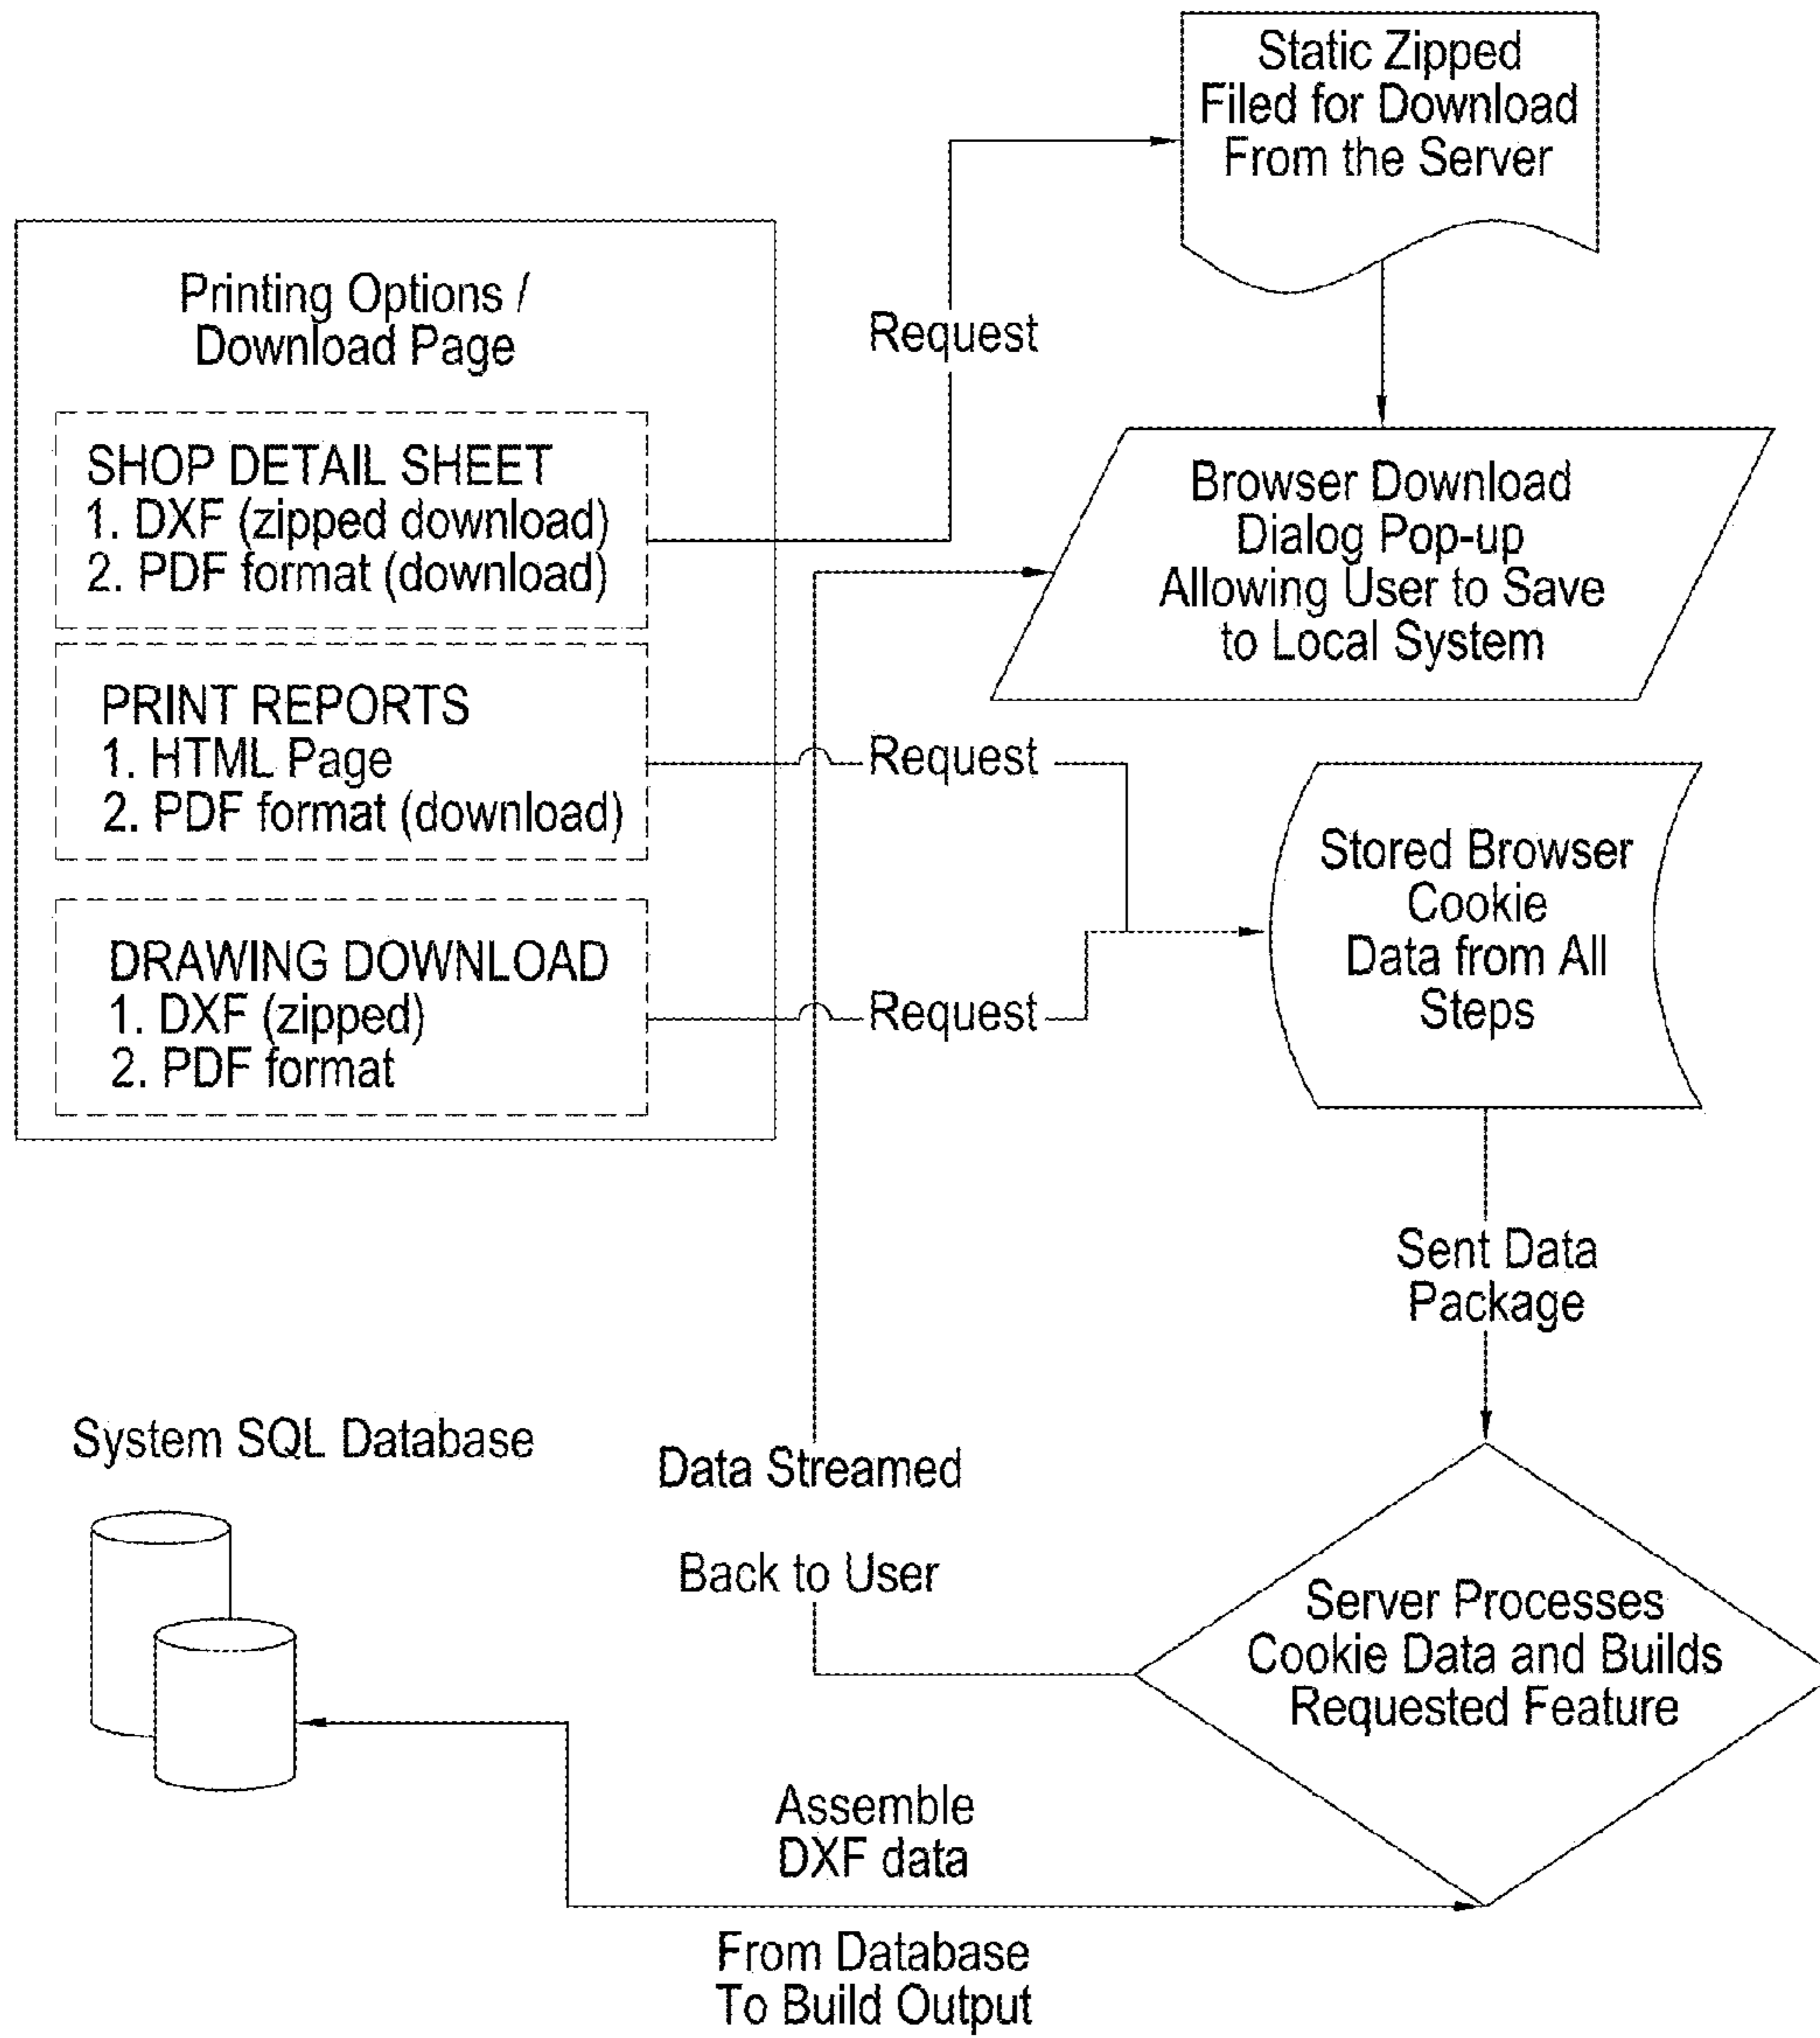 Static Zipped
Filed for Download
From the Server
Printing Options /
Download Page
Request
SHOP DETAIL SHEET
1. DXF (zipped download)
2. PDF format (download)
Browser Download
Dialog Pop-up
Allowing User to Save
to Local System
PRINT REPORTS
1. HTML Page
2. PDF format (download)
Request
Stored Browser
Cookie
Data from All
Steps
DRAWING DOWNLOAD
1. DXF (zipped)
2. PDF format
Request
Sent Data
Package
System SQL Database
Data Streamed
Back to User
Server Processes
Cookie Data and Builds
Requested Feature
Assemble
DXF data
From Database
To Build Output